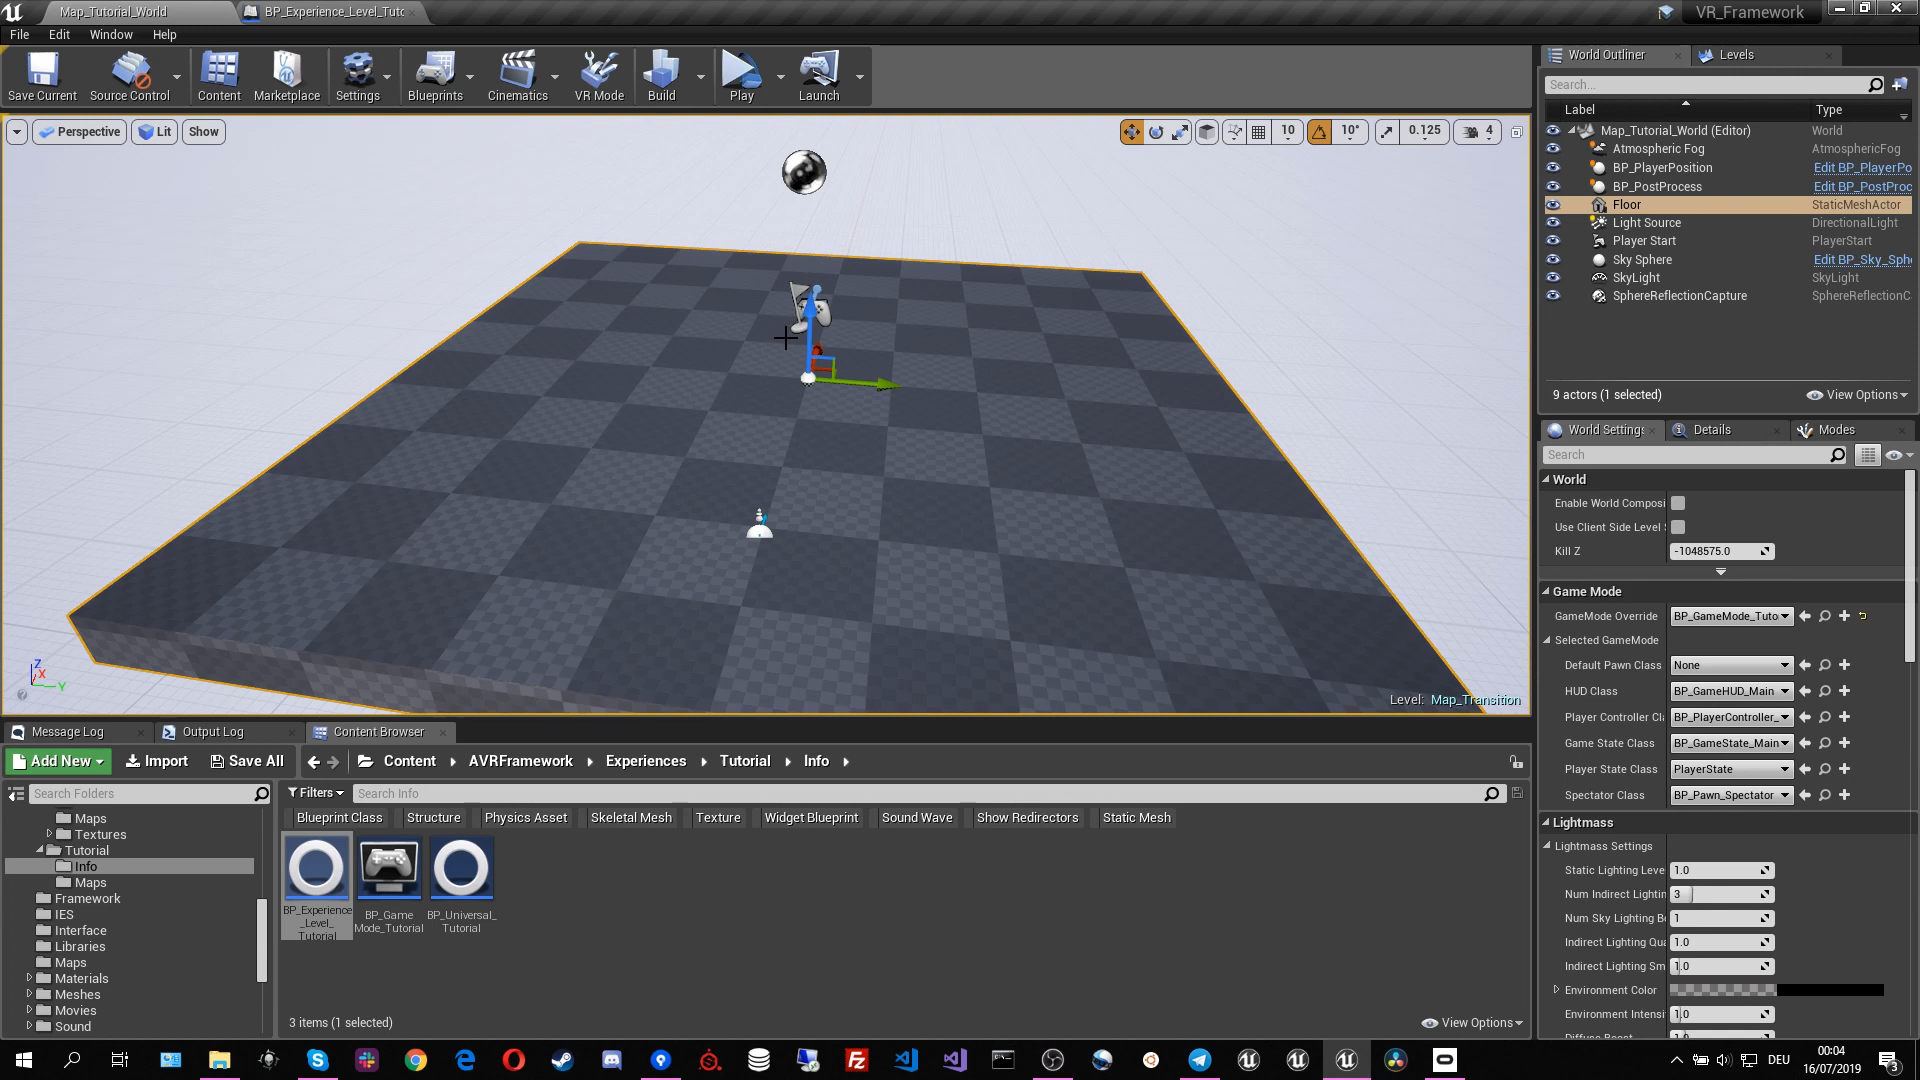 Map_Tutorial_World
BP_Experience_Level_Tuto
VR_Framework
File Edit Window Help
Save Current Source Control Content Marketplace Settings Blueprints Cinematics VR Mode Build Play Launch
Perspective Lit Show
10 10° 0.125 4
Level: Map_Transition
World Outliner Levels
Search...
Label Type
Map_Tutorial_World (Editor) World
Atmospheric Fog AtmosphericFog
BP_PlayerPosition Edit BP_PlayerPo
BP_PostProcess Edit BP_PostProc
Floor StaticMeshActor
Light Source DirectionalLight
Player Start PlayerStart
Sky Sphere Edit BP_Sky_Sphe
SkyLight SkyLight
SphereReflectionCapture SphereReflectionC
9 actors (1 selected) View Options
World Settings Details Modes
Search
World
Enable World Composi
Use Client Side Level
Kill Z -1048575.0
Game Mode
GameMode Override BP_GameMode_Tuto
Selected GameMode
Default Pawn Class None
HUD Class BP_GameHUD_Main
Player Controller Cl BP_PlayerController_
Game State Class BP_GameState_Main
Player State Class PlayerState
Spectator Class BP_Pawn_Spectator
Lightmass
Lightmass Settings
Static Lighting Leve 1.0
Num Indirect Lightin 3
Num Sky Lighting B 1
Indirect Lighting Qua 1.0
Indirect Lighting Sm 1.0
Environment Color
Environment Intensi 1.0
Z X Y
Message Log Output Log Content Browser
Add New Import Save All Content AVRFramework Experiences Tutorial Info
Search Folders
Maps
Textures
Tutorial
Info
Maps
Framework
IES
Interface
Libraries
Maps
Materials
Meshes
Movies
Sound
Filters Search Info
Blueprint Class Structure Physics Asset Skeletal Mesh Texture Widget Blueprint Sound Wave Show Redirectors Static Mesh
BP_Experience
_Level_
Tutorial
BP_Game
Mode_Tutorial
BP_Universal_
Tutorial
3 items (1 selected) View Options
DEU
00:04
16/07/2019
3